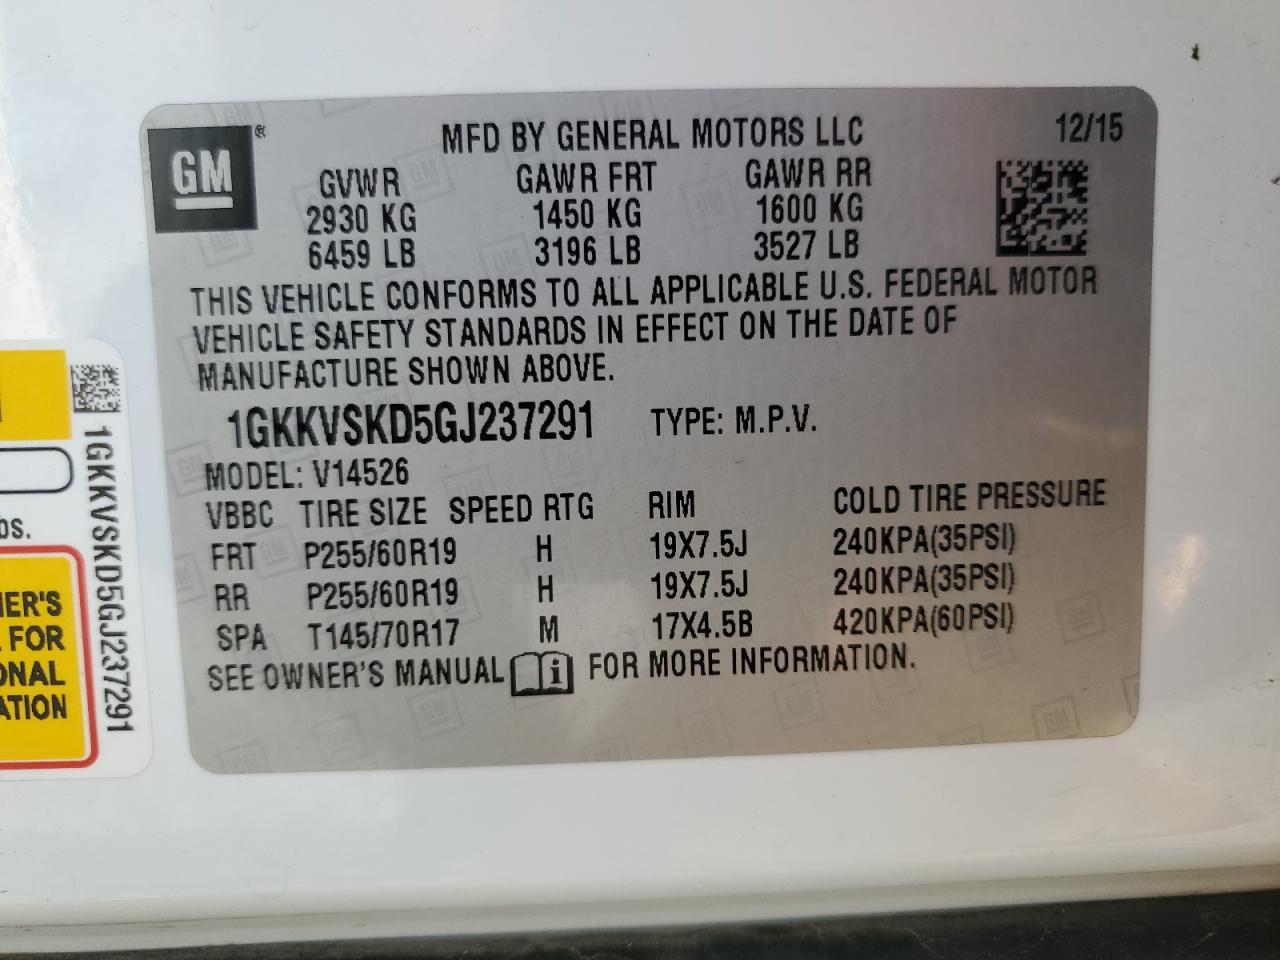 GM ®
MFD BY GENERAL MOTORS LLC 12/15
GVWR GAWR FRT GAWR RR
2930 KG 1450 KG 1600 KG
6459 LB 3196 LB 3527 LB
THIS VEHICLE CONFORMS TO ALL APPLICABLE U.S. FEDERAL MOTOR
VEHICLE SAFETY STANDARDS IN EFFECT ON THE DATE OF
MANUFACTURE SHOWN ABOVE.
1GKKVSKD5GJ237291 TYPE: M.P.V.
MODEL: V14526
VBBC TIRE SIZE SPEED RTG RIM COLD TIRE PRESSURE
FRT P255/60R19 H 19X7.5J 240KPA(35PSI)
RR P255/60R19 H 19X7.5J 240KPA(35PSI)
SPA T145/70R17 M 17X4.5B 420KPA(60PSI)
SEE OWNER'S MANUAL i FOR MORE INFORMATION.
1GKKVSKD5GJ237291
FOR